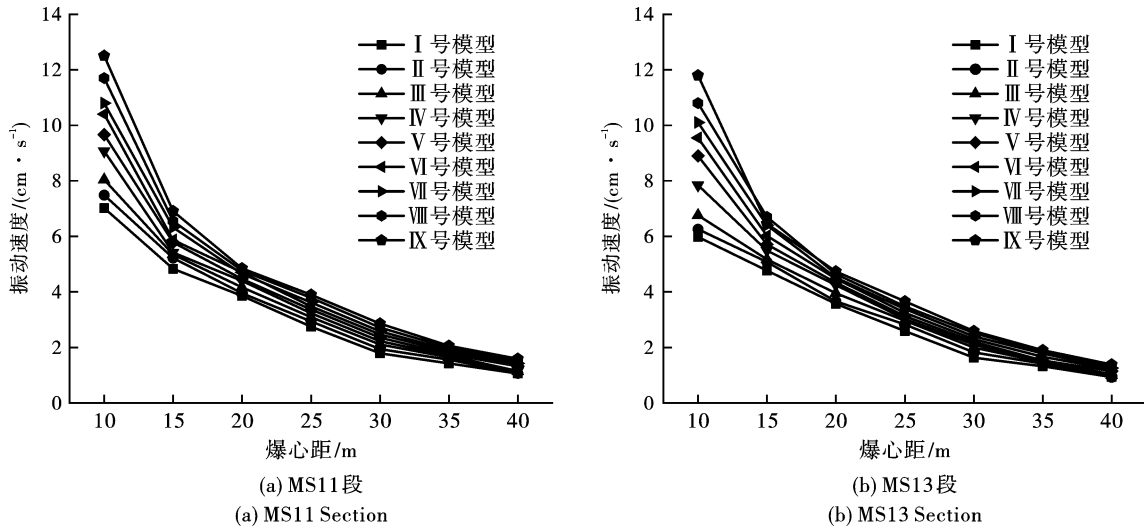 14
12
10
8
6
4
2
0
振动速度/(cm·s⁻¹)
Ⅰ号模型
Ⅱ号模型
Ⅲ号模型
Ⅳ号模型
Ⅴ号模型
Ⅵ号模型
Ⅶ号模型
Ⅷ号模型
Ⅸ号模型
10 15 20 25 30 35 40
爆心距/m
(a) MS11段
(a) MS11 Section
14
12
10
8
6
4
2
0
振动速度/(cm·s⁻¹)
Ⅰ号模型
Ⅱ号模型
Ⅲ号模型
Ⅳ号模型
Ⅴ号模型
Ⅵ号模型
Ⅶ号模型
Ⅷ号模型
Ⅸ号模型
10 15 20 25 30 35 40
爆心距/m
(b) MS13段
(b) MS13 Section